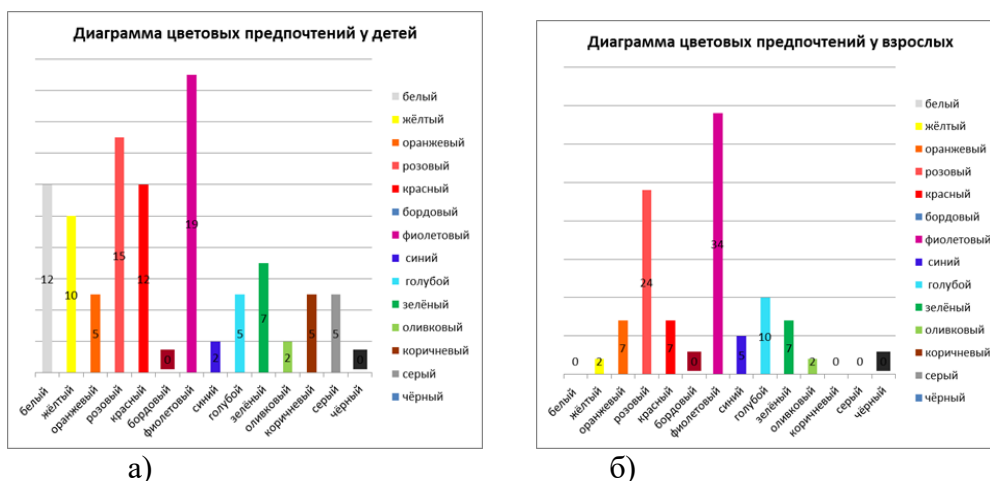 Диаграмма цветовых предпочтений у детей
12
10
5
15
12
0
19
2
5
7
2
5
5
0
белый
жёлтый
оранжевый
розовый
красный
бордовый
фиолетовый
синий
голубой
зелёный
оливковый
коричневый
серый
чёрный
белый
жёлтый
оранжевый
розовый
красный
бордовый
фиолетовый
синий
голубой
зелёный
оливковый
коричневый
серый
чёрный
а)
Диаграмма цветовых предпочтений у взрослых
0
2
7
24
7
0
34
5
10
7
2
0
0
0
белый
жёлтый
оранжевый
розовый
красный
бордовый
фиолетовый
синий
голубой
зелёный
оливковый
коричневый
серый
чёрный
белый
жёлтый
оранжевый
розовый
красный
бордовый
фиолетовый
синий
голубой
зелёный
оливковый
коричневый
серый
чёрный
б)